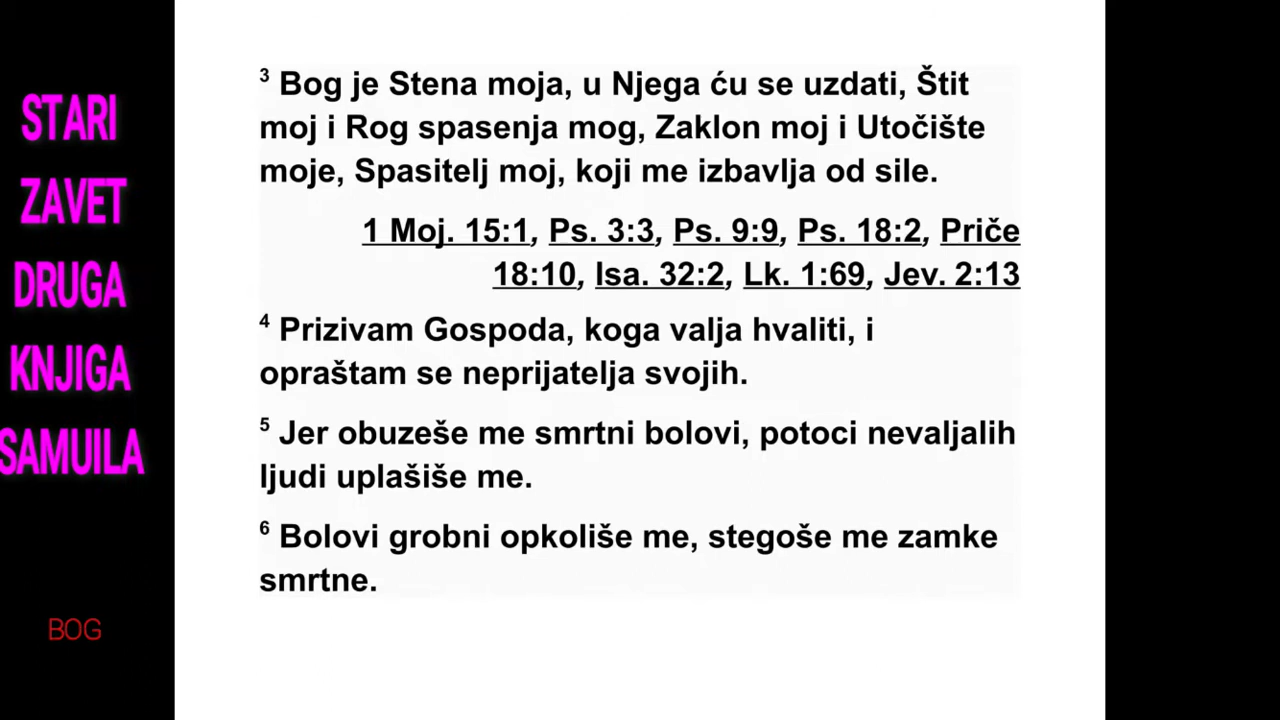 STARI
ZAVET
DRUGA
KNJIGA
SAMUILA
BOG
3 Bog je Stena moja, u Njega ću se uzdati, Štit
moj i Rog spasenja mog, Zaklon moj i Utočište
moje, Spasitelj moj, koji me izbavlja od sile.
1 Moj. 15:1, Ps. 3:3, Ps. 9:9, Ps. 18:2, Priče
18:10, Isa. 32:2, Lk. 1:69, Jev. 2:13
4 Prizivam Gospoda, koga valja hvaliti, i
opraštam se neprijatelja svojih.
5 Jer obuzeše me smrtni bolovi, potoci nevaljalih
ljudi uplašiše me.
6 Bolovi grobni opkoliše me, stegoše me zamke
smrtne.